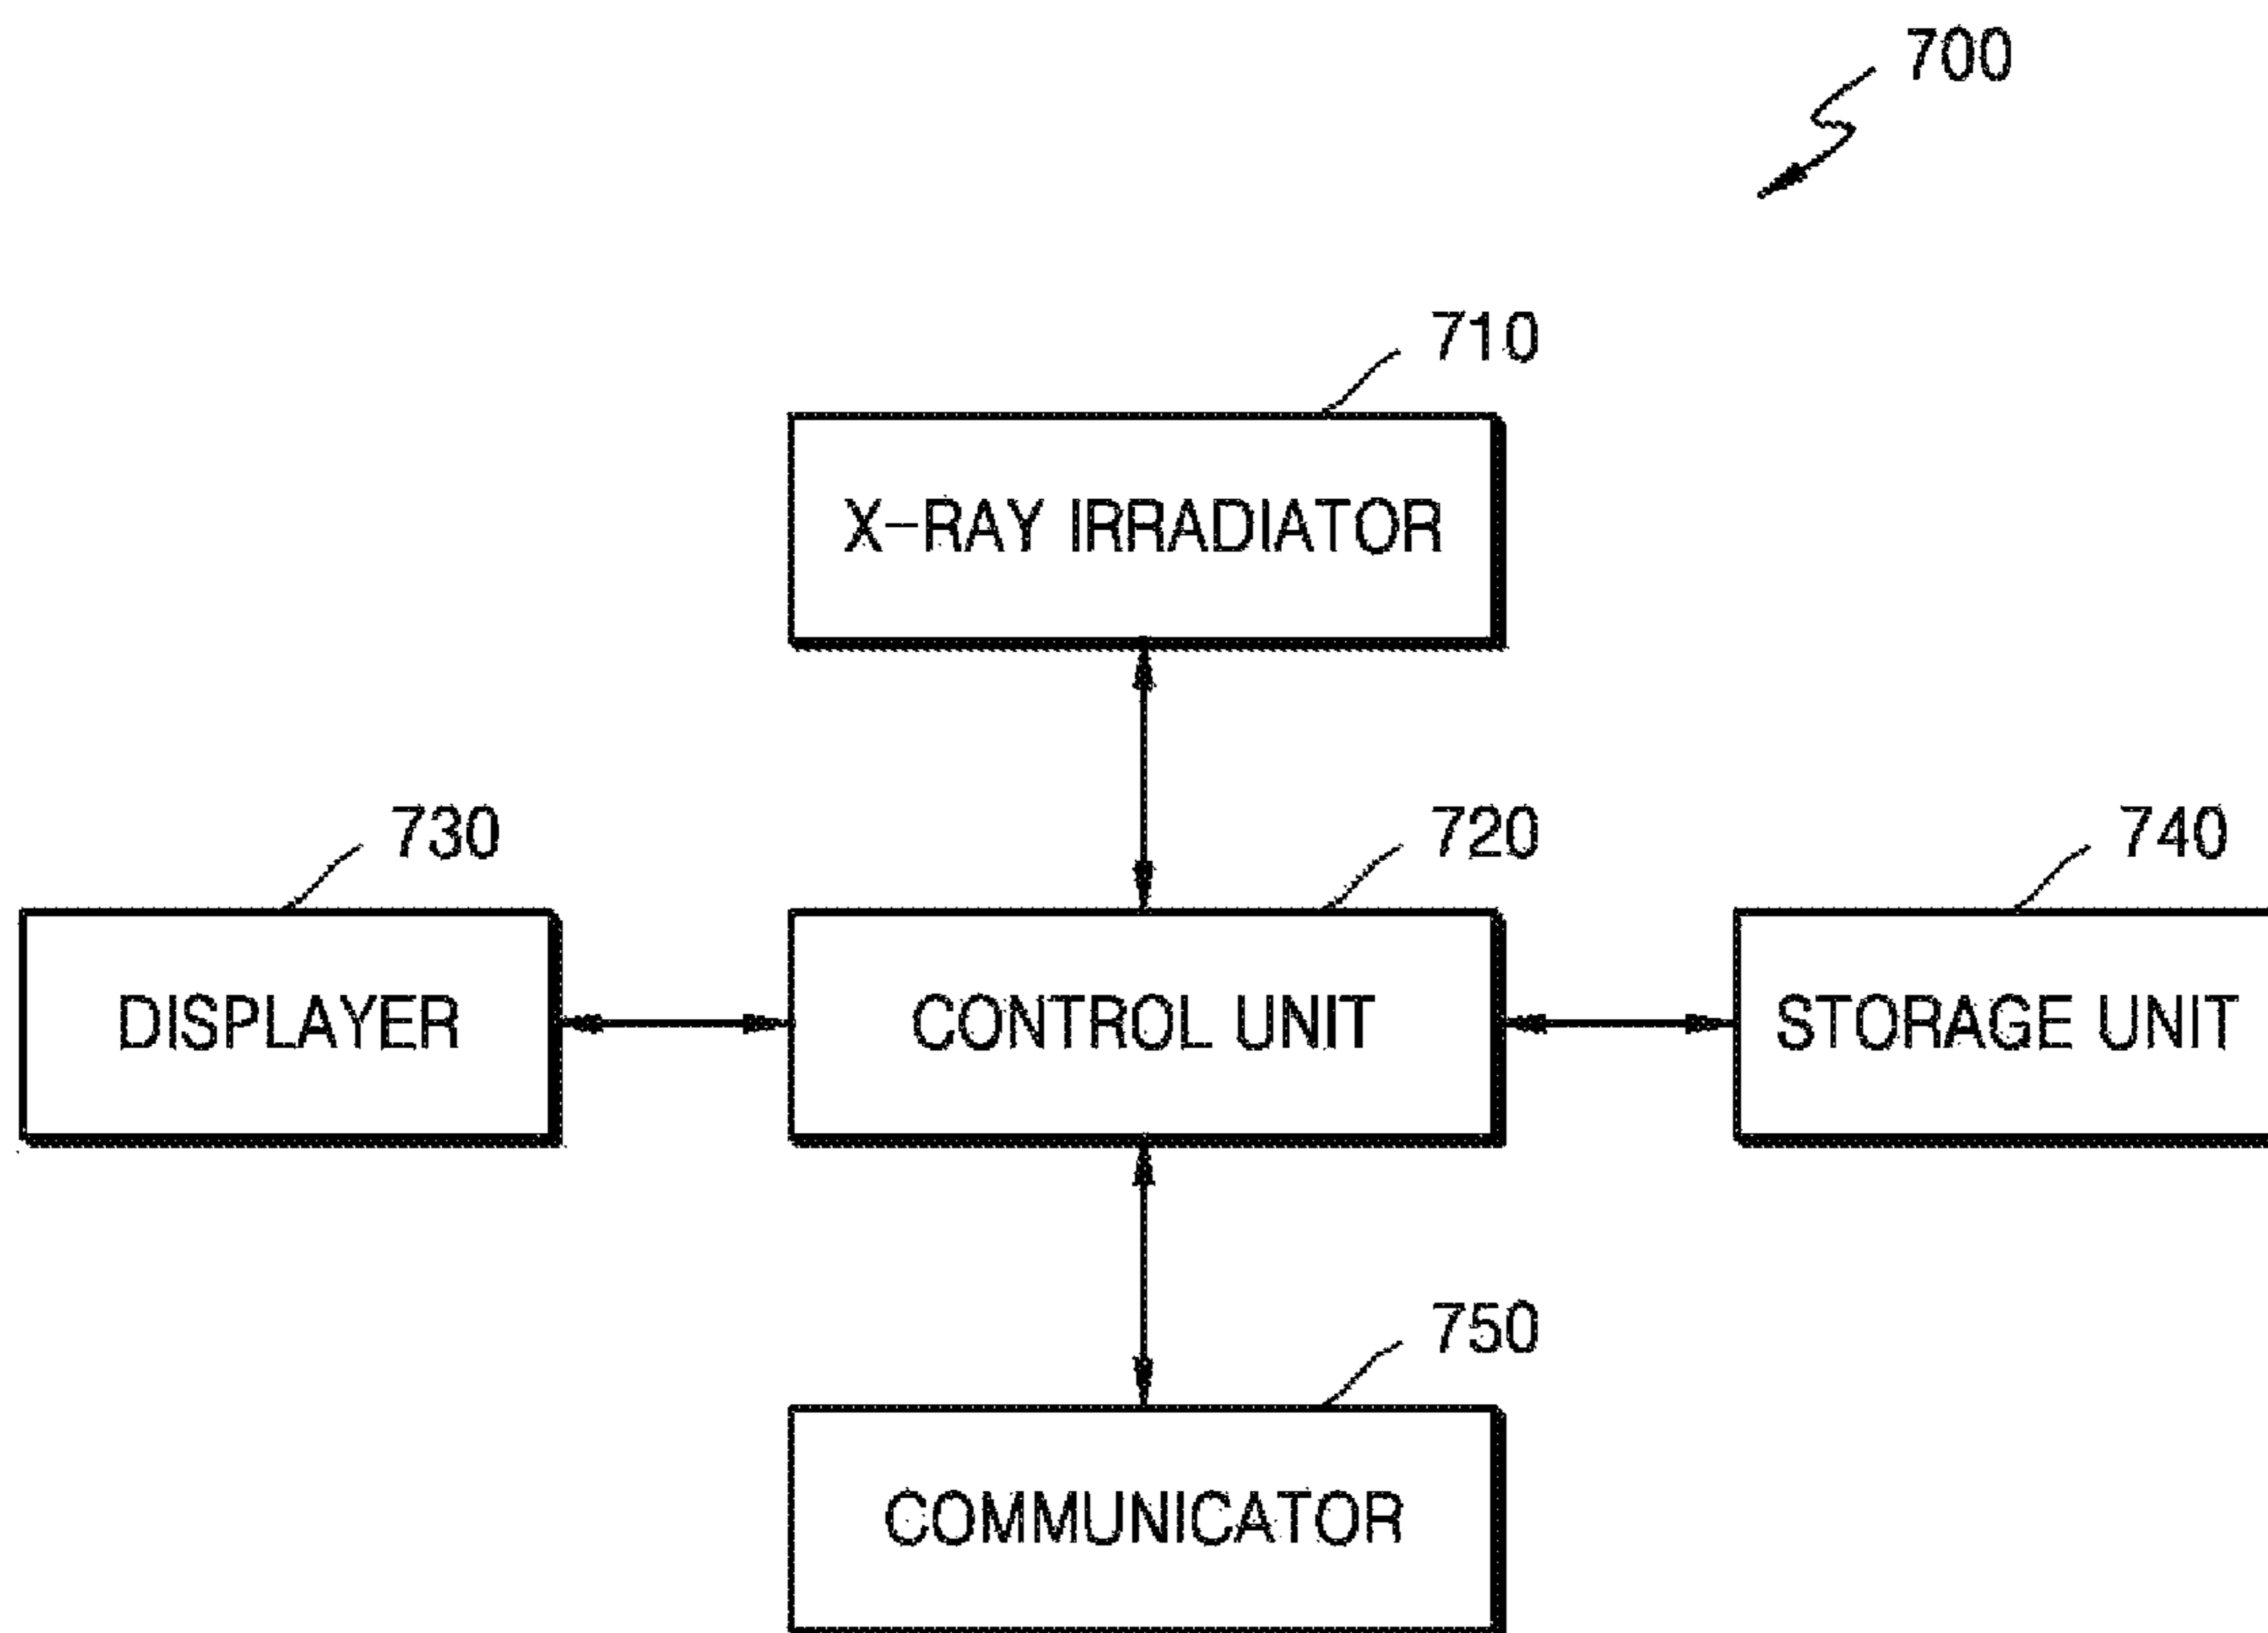 700
710
X-RAY IRRADIATOR
730
720
740
DISPLAYER
CONTROL UNIT
STORAGE UNIT
750
COMMUNICATOR